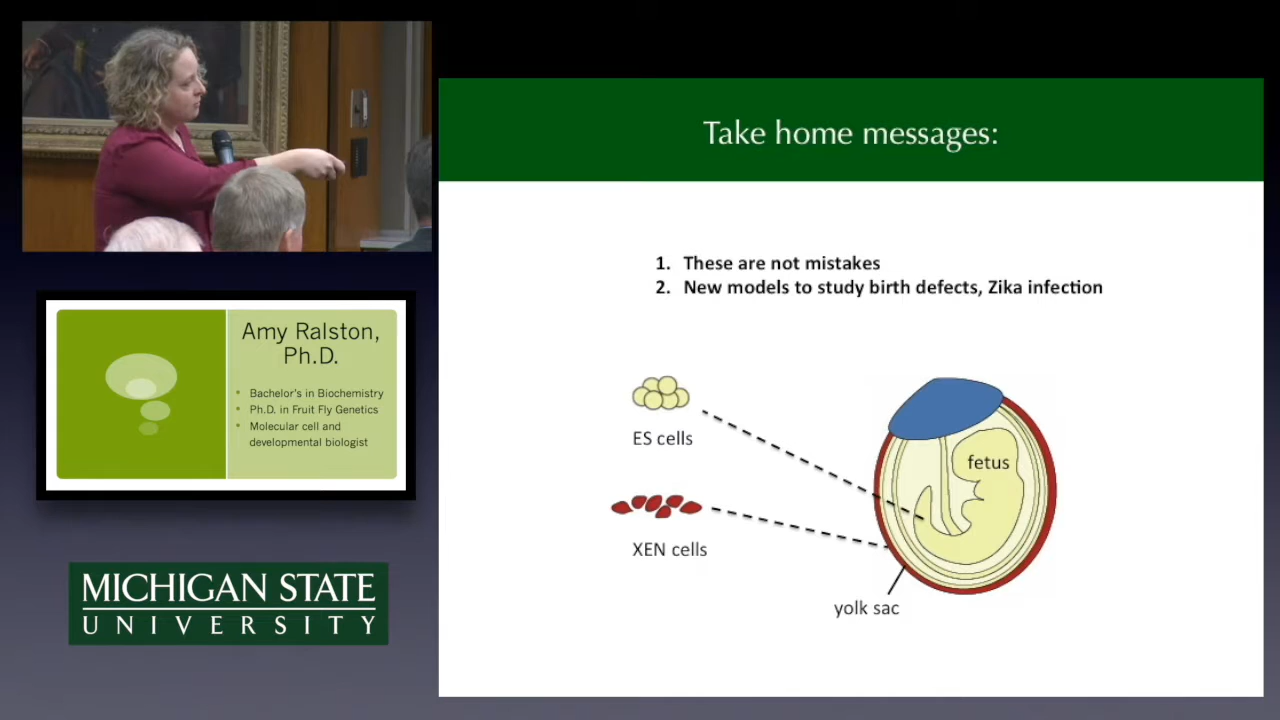 Take home messages:
1. These are not mistakes
2. New models to study birth defects, Zika infection
ES cells
fetus
XEN cells
yolk sac
Amy Ralston,
Ph.D.
• Bachelor's in Biochemistry
• Ph.D. in Fruit Fly Genetics
• Molecular cell and
developmental biologist
MICHIGAN STATE
UNIVERSITY